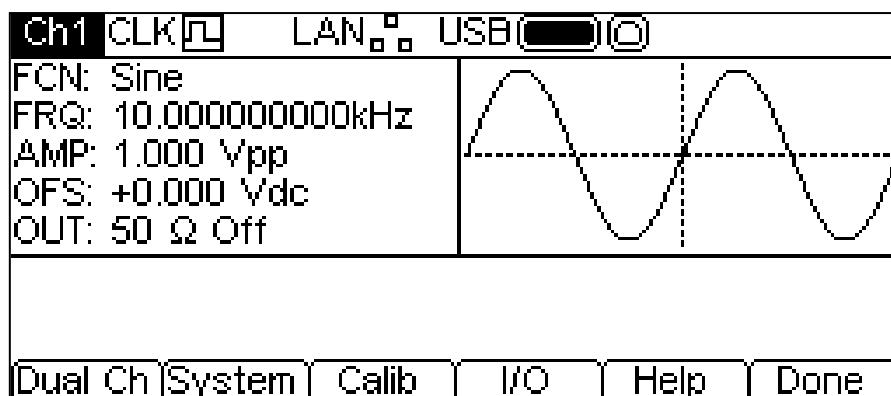 Ch1 CLK LAN USB
FCN: Sine
FRQ: 10.000000000kHz
AMP: 1.000 Vpp
OFS: +0.000 Vdc
OUT: 50 Ω Off
Dual Ch System Calib I/O Help Done